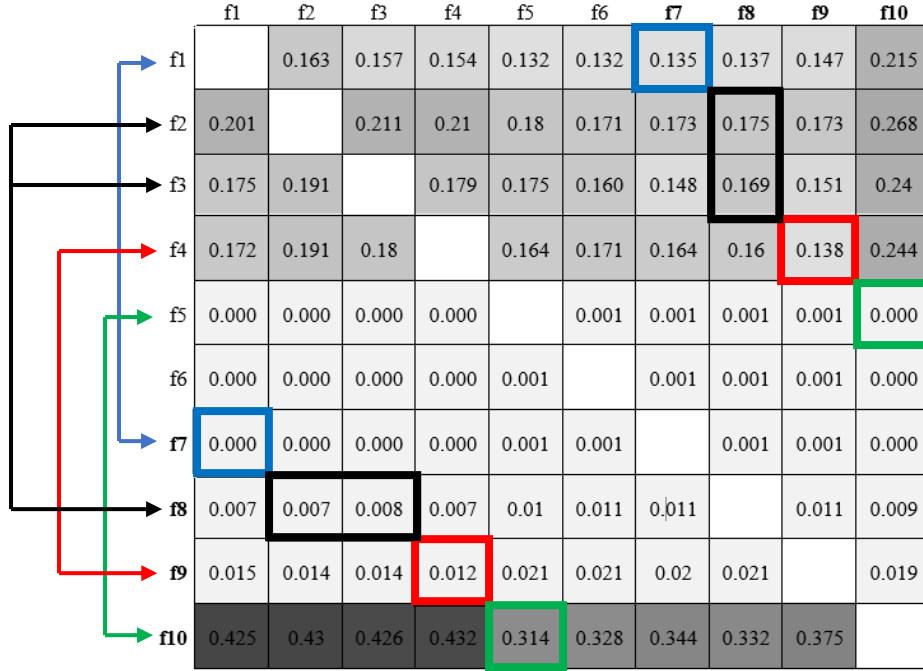 f1 f2 f3 f4 f5 f6 f7 f8 f9 f10
f1 0.163 0.157 0.154 0.132 0.132 0.135 0.137 0.147 0.215
f2 0.201 0.211 0.21 0.18 0.171 0.173 0.175 0.173 0.268
f3 0.175 0.191 0.179 0.175 0.160 0.148 0.169 0.151 0.24
f4 0.172 0.191 0.18 0.164 0.171 0.164 0.16 0.138 0.244
f5 0.000 0.000 0.000 0.000 0.001 0.001 0.001 0.001 0.000
f6 0.000 0.000 0.000 0.000 0.001 0.001 0.001 0.001 0.000
f7 0.000 0.000 0.000 0.000 0.001 0.001 0.001 0.001 0.000
f8 0.007 0.007 0.008 0.007 0.01 0.011 0.011 0.011 0.009
f9 0.015 0.014 0.014 0.012 0.021 0.021 0.02 0.021 0.019
f10 0.425 0.43 0.426 0.432 0.314 0.328 0.344 0.332 0.375